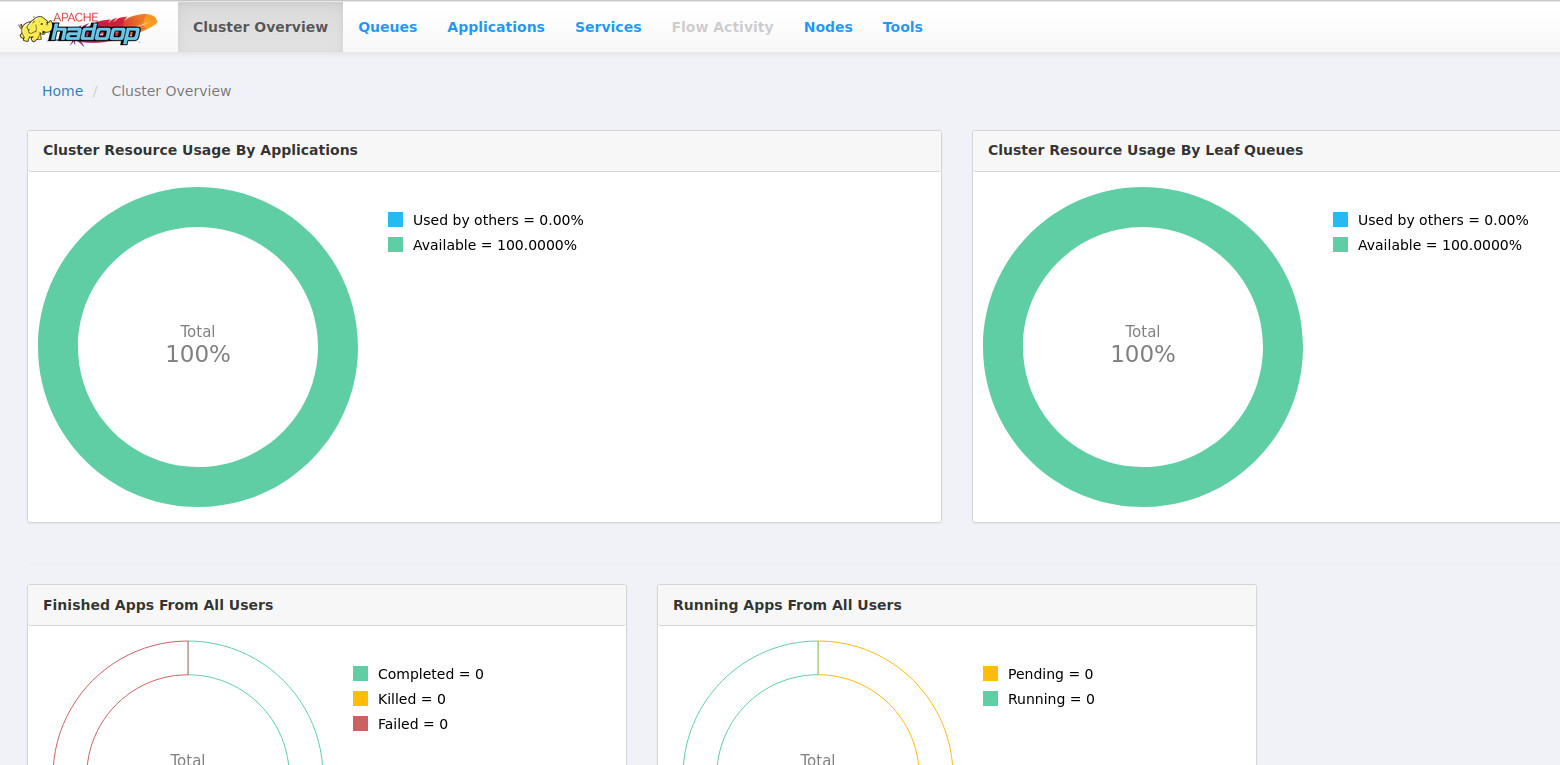 APACHE
hadoop
Cluster Overview Queues Applications Services Flow Activity Nodes Tools
Home / Cluster Overview
Cluster Resource Usage By Applications
Used by others = 0.00%
Available = 100.0000%
Total
100%
Cluster Resource Usage By Leaf Queues
Used by others = 0.00%
Available = 100.0000%
Total
100%
Finished Apps From All Users
Completed = 0
Killed = 0
Failed = 0
Total
Running Apps From All Users
Pending = 0
Running = 0
Total